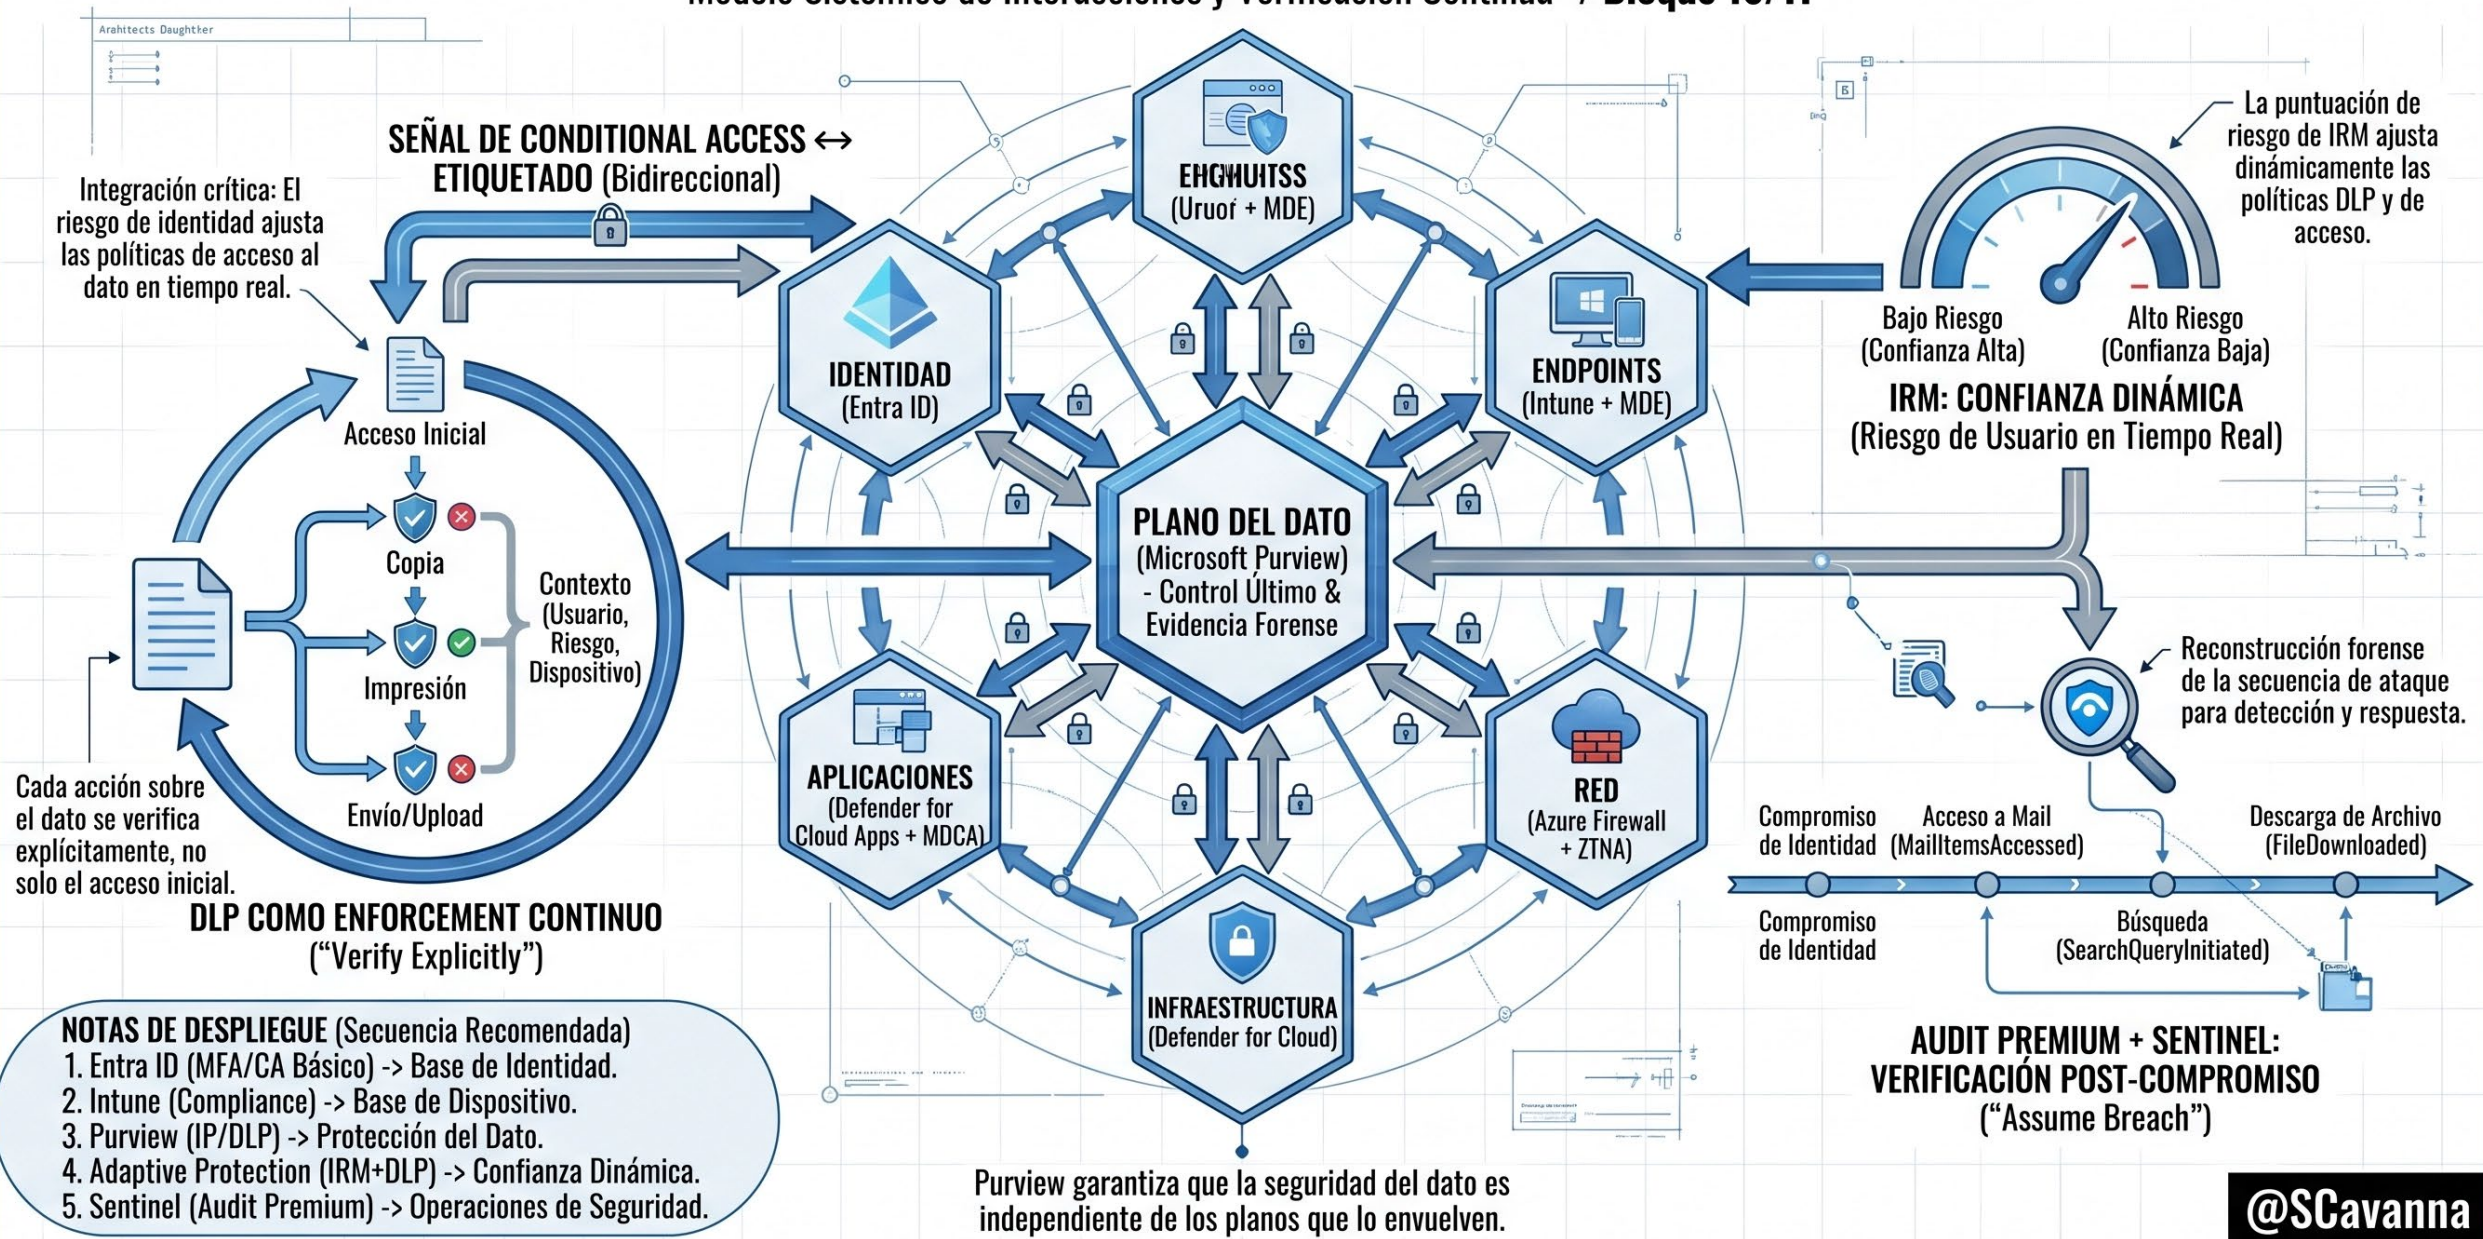 Arahttects Daughther
SEÑAL DE CONDITIONAL ACCESS ↔
ETIQUETADO (Bidireccional)
Integración crítica: El
riesgo de identidad ajusta
las políticas de acceso al
dato en tiempo real.
Acceso Inicial
Copia
Impresión
Envío/Upload
Contexto
(Usuario,
Riesgo,
Dispositivo)
Cada acción sobre
el dato se verifica
explícitamente, no
solo el acceso inicial.
DLP COMO ENFORCEMENT CONTINUO
(“Verify Explicitly”)
NOTAS DE DESPLIEGUE (Secuencia Recomendada)
1. Entra ID (MFA/CA Básico) -> Base de Identidad.
2. Intune (Compliance) -> Base de Dispositivo.
3. Purview (IP/DLP) -> Protección del Dato.
4. Adaptive Protection (IRM+DLP) -> Confianza Dinámica.
5. Sentinel (Audit Premium) -> Operaciones de Seguridad.
+ MDE)
IDENTIDAD
(Entra ID)
ENDPOINTS
(Intune + MDE)
PLANO DEL DATO
(Microsoft Purview)
- Control Último &
Evidencia Forense
APLICACIONES
(Defender for
Cloud Apps + MDCA)
RED
(Azure Firewall
+ ZTNA)
INFRAESTRUCTURA
(Defender for Cloud)
Purview garantiza que la seguridad del dato es
independiente de los planos que lo envuelven.
La puntuación de
riesgo de IRM ajusta
dinámicamente las
políticas DLP y de
acceso.
Bajo Riesgo
(Confianza Alta)
Alto Riesgo
(Confianza Baja)
IRM: CONFIANZA DINÁMICA
(Riesgo de Usuario en Tiempo Real)
Reconstrucción forense
de la secuencia de ataque
para detección y respuesta.
Compromiso
de Identidad
Acceso a Mail
(MailItemsAccessed)
Descarga de Archivo
(FileDownloaded)
Compromiso
de Identidad
Búsqueda
(SearchQueryInitiated)
AUDIT PREMIUM + SENTINEL:
VERIFICACIÓN POST-COMPROMISO
(“Assume Breach”)
@SCavanna